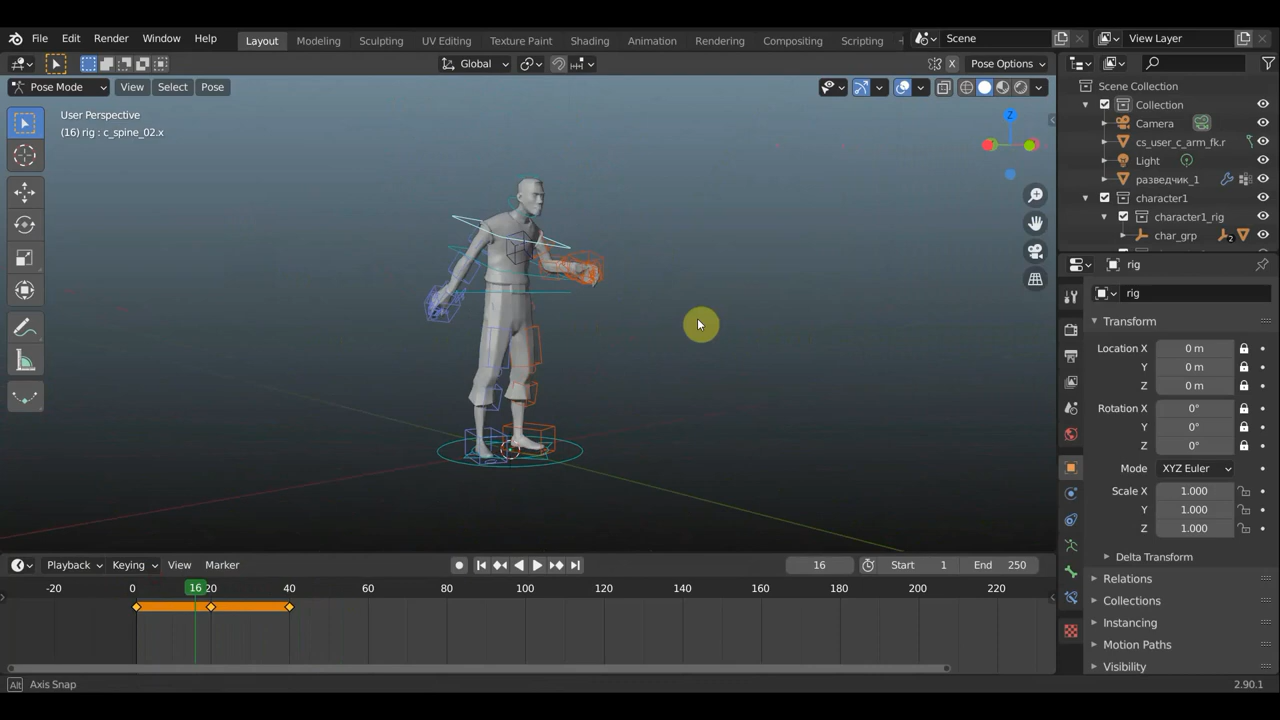 File Edit Render Window Help
Layout Modeling Sculpting UV Editing Texture Paint Shading Animation Rendering Compositing Scripting
Scene
View Layer
Global
X Pose Options
Pose Mode View Select Pose
User Perspective
(16) rig : c_spine_02.x
Z
Scene Collection
Collection
Camera
cs_user_c_arm_fk.r
Light
разведчик_1
character1
character1_rig
char_grp
2
rig
rig
Transform
Location X 0 m
Y 0 m
Z 0 m
Rotation X 0°
Y 0°
Z 0°
Mode XYZ Euler
Scale X 1.000
Y 1.000
Z 1.000
Delta Transform
Relations
Collections
Instancing
Motion Paths
Visibility
Playback Keying View Marker
16 Start 1 End 250
-20 0 16 20 40 60 80 100 120 140 160 180 200 220
Alt Axis Snap
2.90.1